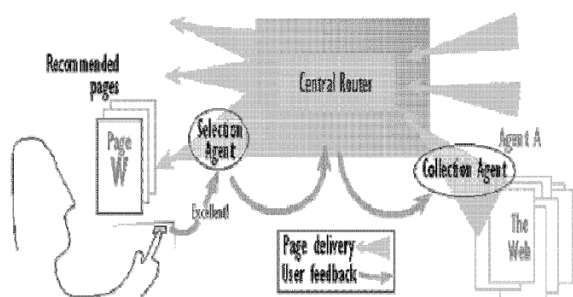 Recommended
pages
Central Router
Selection
Agent
Page
W
Agent A
Collection Agent
Excellent!
The
Web
Page delivery
User feedback